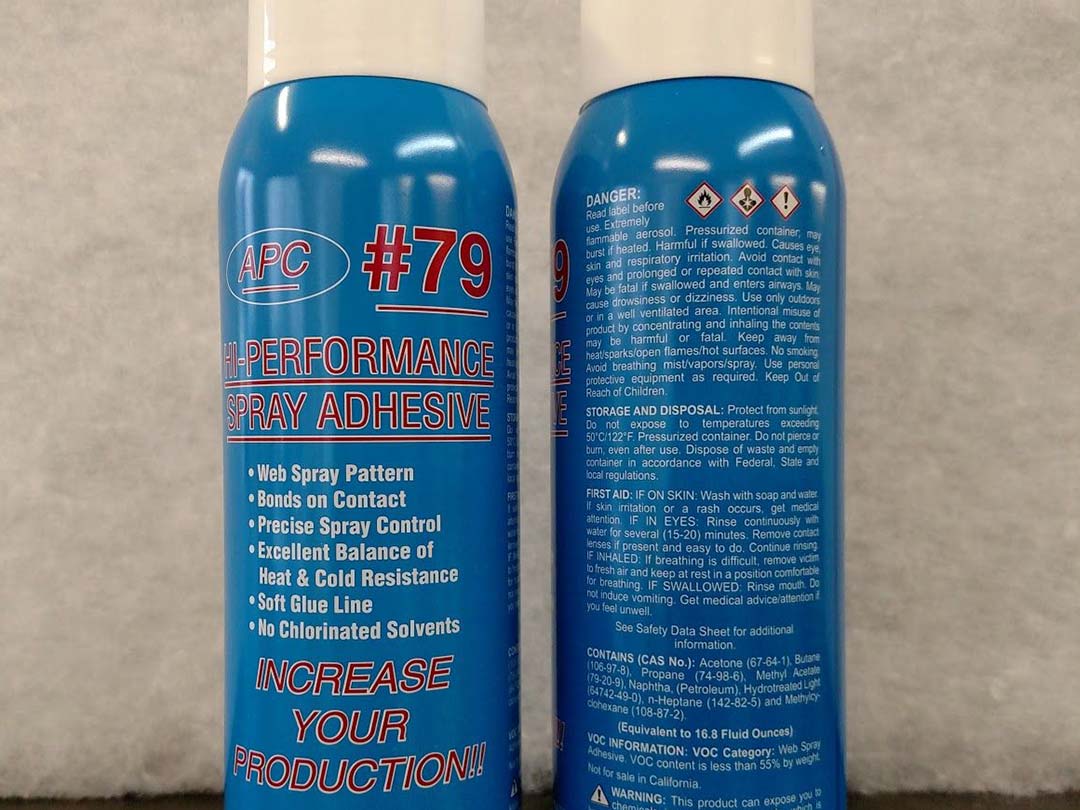 APC
#79
HI-PERFORMANCE
SPRAY ADHESIVE
• Web Spray Pattern
• Bonds on Contact
• Precise Spray Control
• Excellent Balance of
Heat & Cold Resistance
• Soft Glue Line
• No Chlorinated Solvents
INCREASE
YOUR
PRODUCTION!!
9
CE
VE
!!
DANGER:
Read label before
use. Extremely
flammable aerosol. Pressurized container; may
burst if heated. Harmful if swallowed. Causes eye,
skin and respiratory irritation. Avoid contact with
eyes and prolonged or repeated contact with skin.
May be fatal if swallowed and enters airways. May
cause drowsiness or dizziness. Use only outdoors
or in a well ventilated area. Intentional misuse of
product by concentrating and inhaling the contents
may be harmful or fatal. Keep away from
heat/sparks/open flames/hot surfaces. No smoking.
Avoid breathing mist/vapors/spray. Use personal
protective equipment as required. Keep Out of
Reach of Children.
STORAGE AND DISPOSAL: Protect from sunlight.
Do not expose to temperatures exceeding
50°C/122°F. Pressurized container. Do not pierce or
burn, even after use. Dispose of waste and empty
container in accordance with Federal, State and
local regulations.
FIRST AID: IF ON SKIN: Wash with soap and water.
If skin irritation or a rash occurs, get medical
attention. IF IN EYES: Rinse continuously with
water for several (15-20) minutes. Remove contact
lenses if present and easy to do. Continue rinsing.
IF INHALED: If breathing is difficult, remove victim
to fresh air and keep at rest in a position comfortable
for breathing. IF SWALLOWED: Rinse mouth. Do
not induce vomiting. Get medical advice/attention if
you feel unwell.
See Safety Data Sheet for additional
information.
CONTAINS (CAS No.): Acetone (67-64-1), Butane
(106-97-8), Propane (74-98-6), Methyl Acetate
(79-20-9), Naphtha, (Petroleum), Hydrotreated Light
(64742-49-0), n-Heptane (142-82-5) and Methylcy-
clohexane (108-87-2).
(Equivalent to 16.8 Fluid Ounces)
VOC INFORMATION: VOC Category: Web Spray
Adhesive. VOC content is less than 55% by weight.
Not for sale in California.
WARNING: This product can expose you to